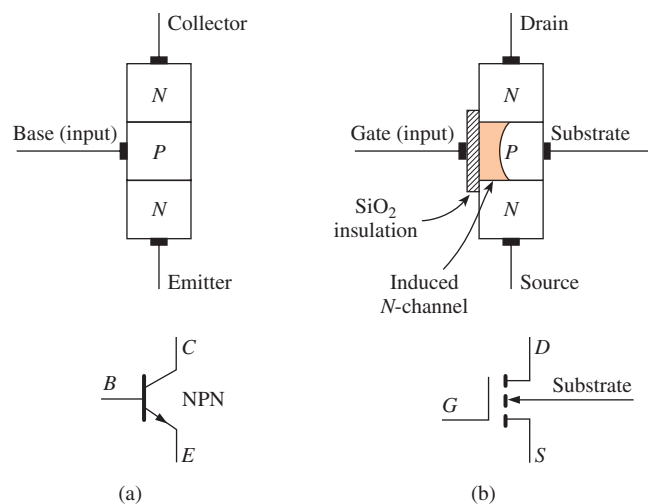 Collector
N
Base (input)
P
N
Emitter
C
B
NPN
E
(a)
Drain
N
Gate (input)
P
Substrate
SiO₂
insulation
N
Induced
N-channel
Source
D
Substrate
G
S
(b)